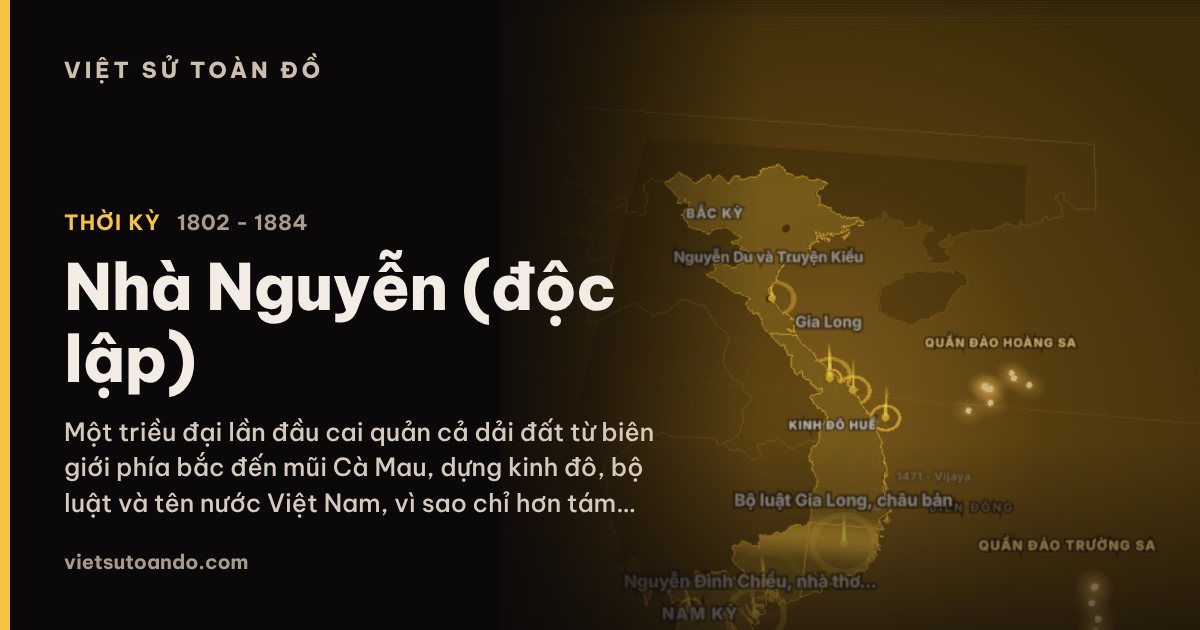 VIỆT SỬ TOÀN ĐỒ
THỜI KỲ 1802 - 1884
Nhà Nguyễn (độc
lập)
Một triều đại lần đầu cai quản cả dải đất từ biên
giới phía bắc đến mũi Cà Mau, dựng kinh đô, bộ
luật và tên nước Việt Nam, vì sao chỉ hơn tám...
vietsutoando.com
BẮC KỲ
Nguyễn Du và Truyện Kiều
Gia Long
QUẦN ĐẢO HOÀNG SA
KINH ĐÔ HUẾ
1471 - Vijaya
Bộ luật Gia Long, châu bản
BIỂN ĐÔNG
QUẦN ĐẢO TRƯỜNG SA
Nguyễn Đình Chiểu, nhà thơ...
NAM KỲ